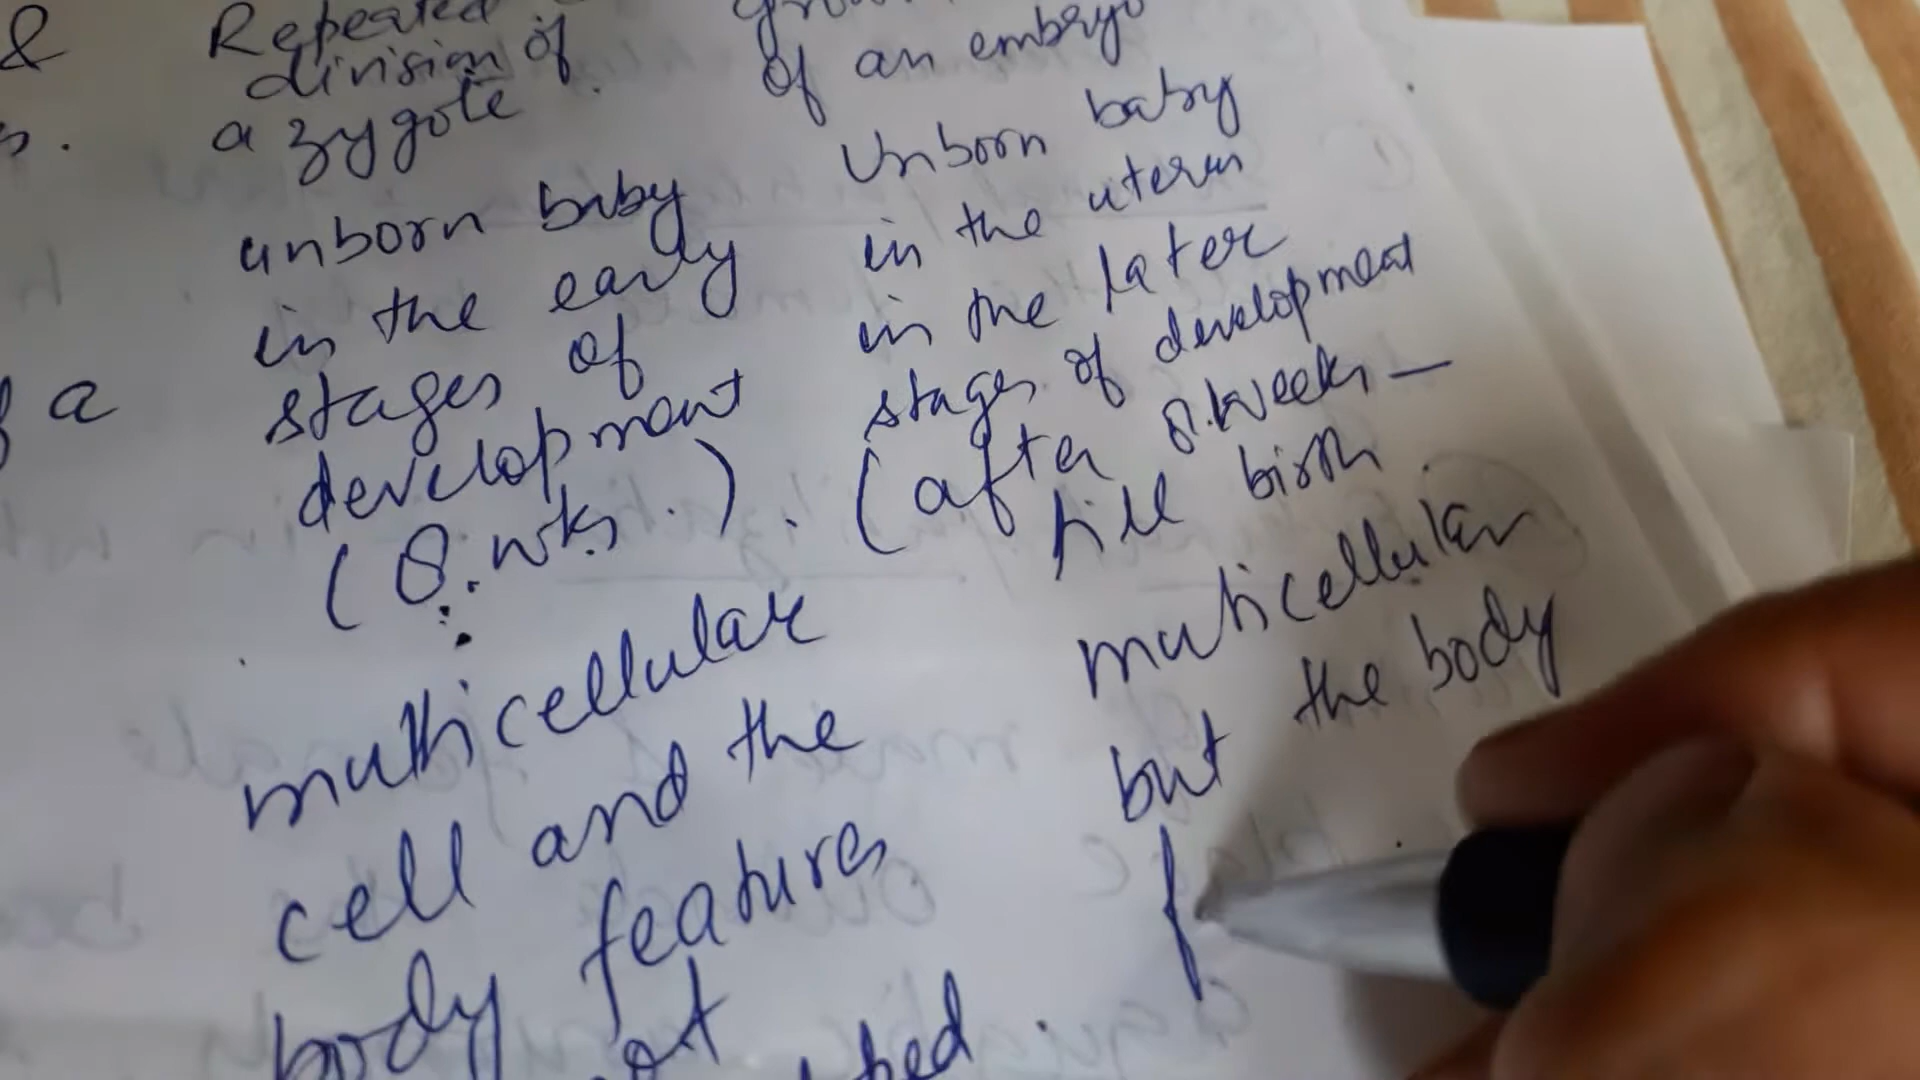 &
s.
f a
Repeated
division of
a zygote
unborn baby
in the early
stages of
development
(8. wks.).
multicellular
cell and the
body features
of an embryo
Unborn baby
in the uterus
in the later
stages of development
(after 8. Weeks –
till birth
multicellular
but the body
f